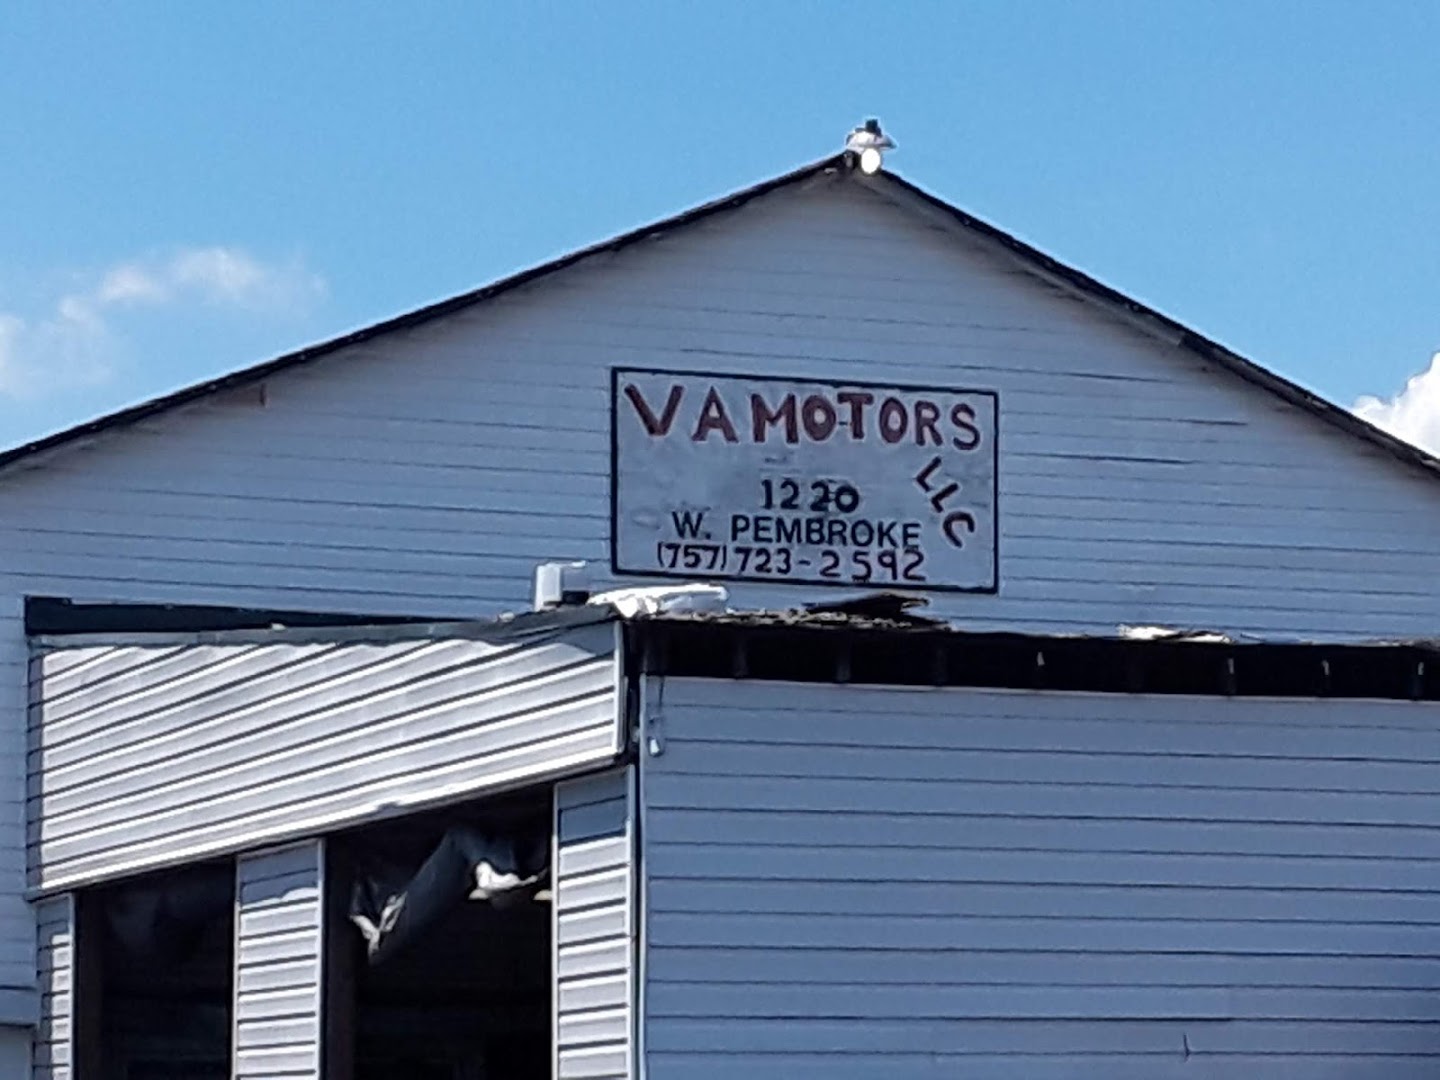 VA MOTORS
LLC
1220
W. PEMBROKE
(757) 723-2592